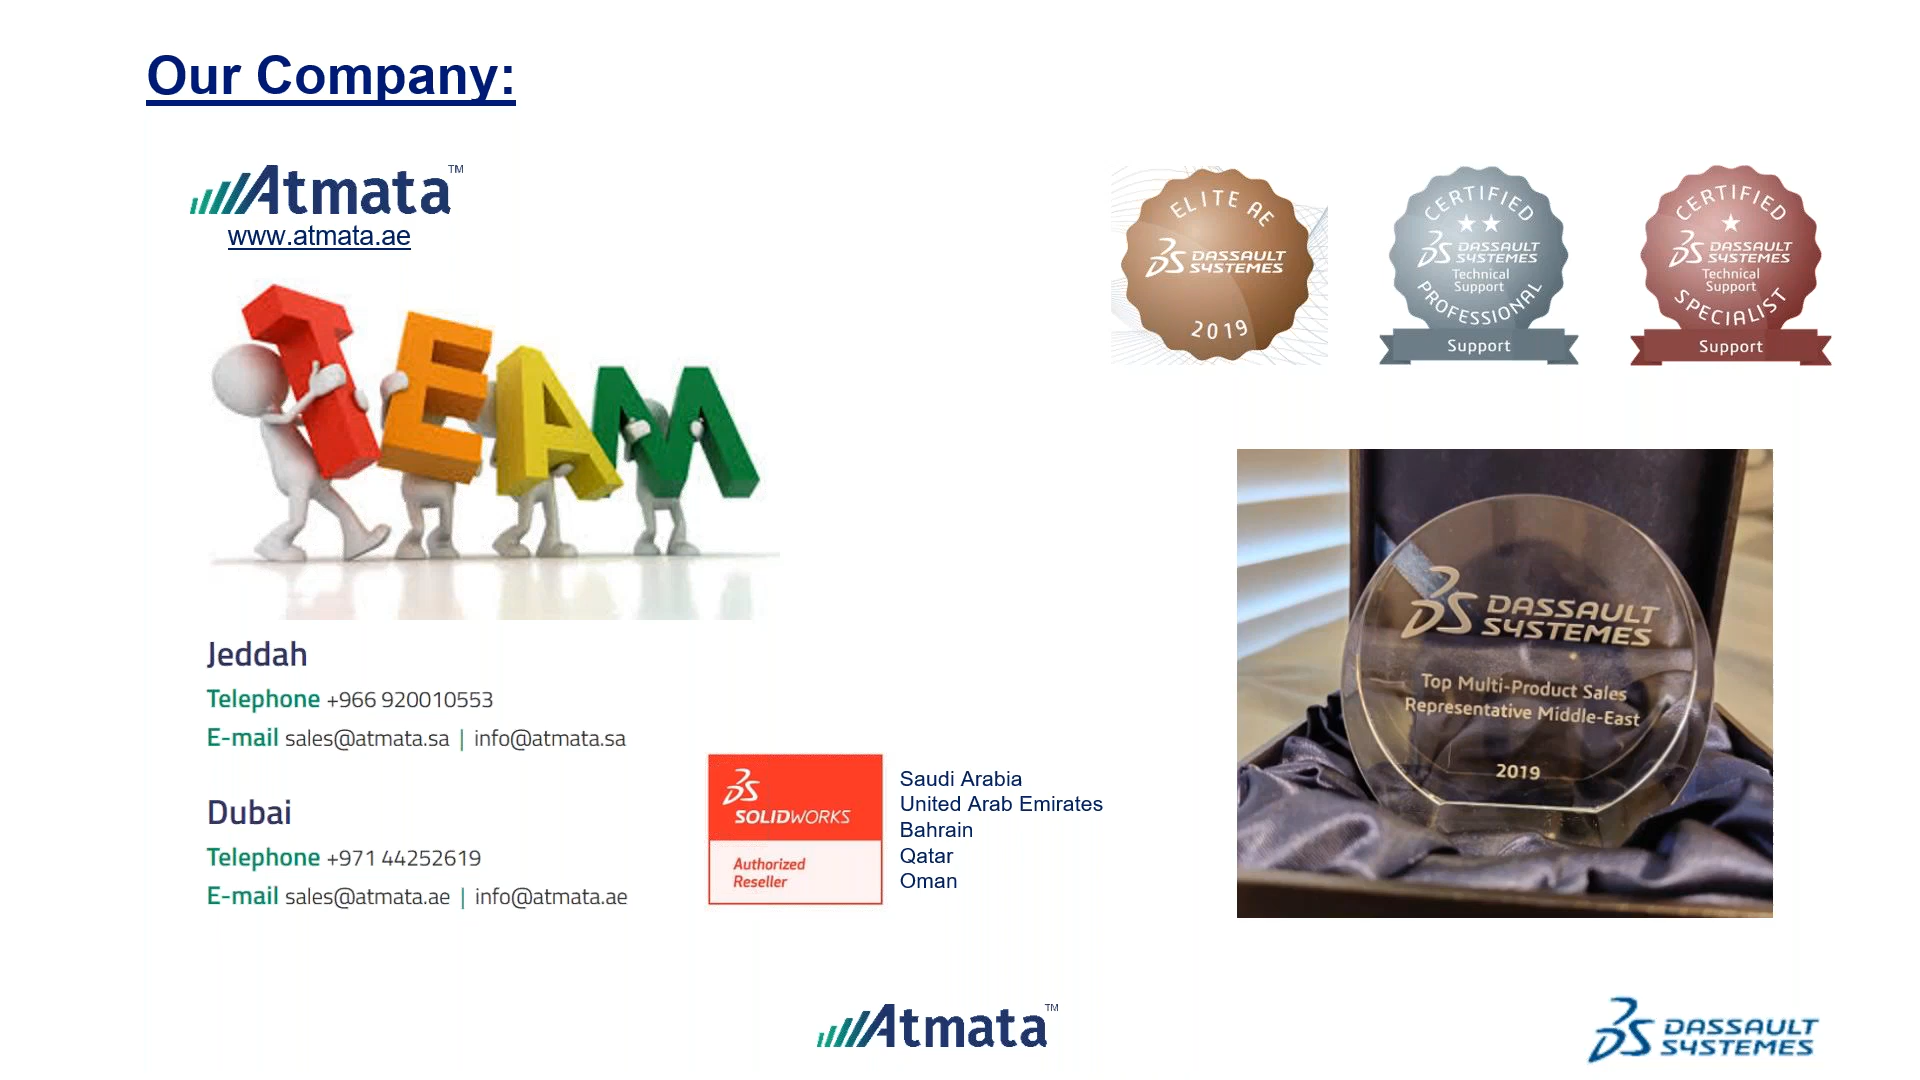 Our Company:
Atmata™
www.atmata.ae
TEAM
Jeddah
Telephone +966 920010553
E-mail sales@atmata.sa | info@atmata.sa
Dubai
Telephone +971 44252619
E-mail sales@atmata.ae | info@atmata.ae
SOLIDWORKS
Authorized
Reseller
Saudi Arabia
United Arab Emirates
Bahrain
Qatar
Oman
ELITE AE
DASSAULT
SYSTEMES
2019
CERTIFIED
DASSAULT
SYSTEMES
Technical
Support
PROFESSIONAL
Support
CERTIFIED
DASSAULT
SYSTEMES
Technical
Support
SPECIALIST
Support
DASSAULT
SYSTEMES
Top Multi-Product Sales
Representative Middle-East
2019
Atmata™
DASSAULT
SYSTEMES